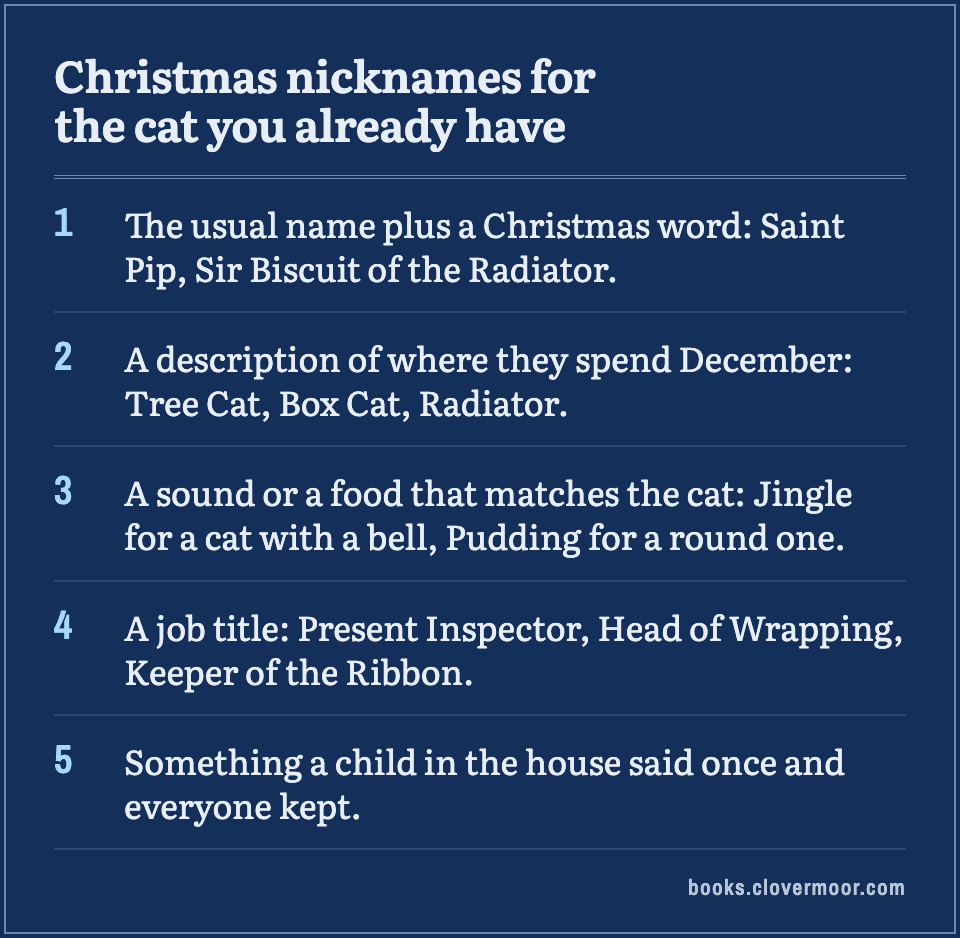 Christmas nicknames for
the cat you already have
1
The usual name plus a Christmas word: Saint
Pip, Sir Biscuit of the Radiator.
2
A description of where they spend December:
Tree Cat, Box Cat, Radiator.
3
A sound or a food that matches the cat: Jingle
for a cat with a bell, Pudding for a round one.
4
A job title: Present Inspector, Head of Wrapping,
Keeper of the Ribbon.
5
Something a child in the house said once and
everyone kept.
books.clovermoor.com